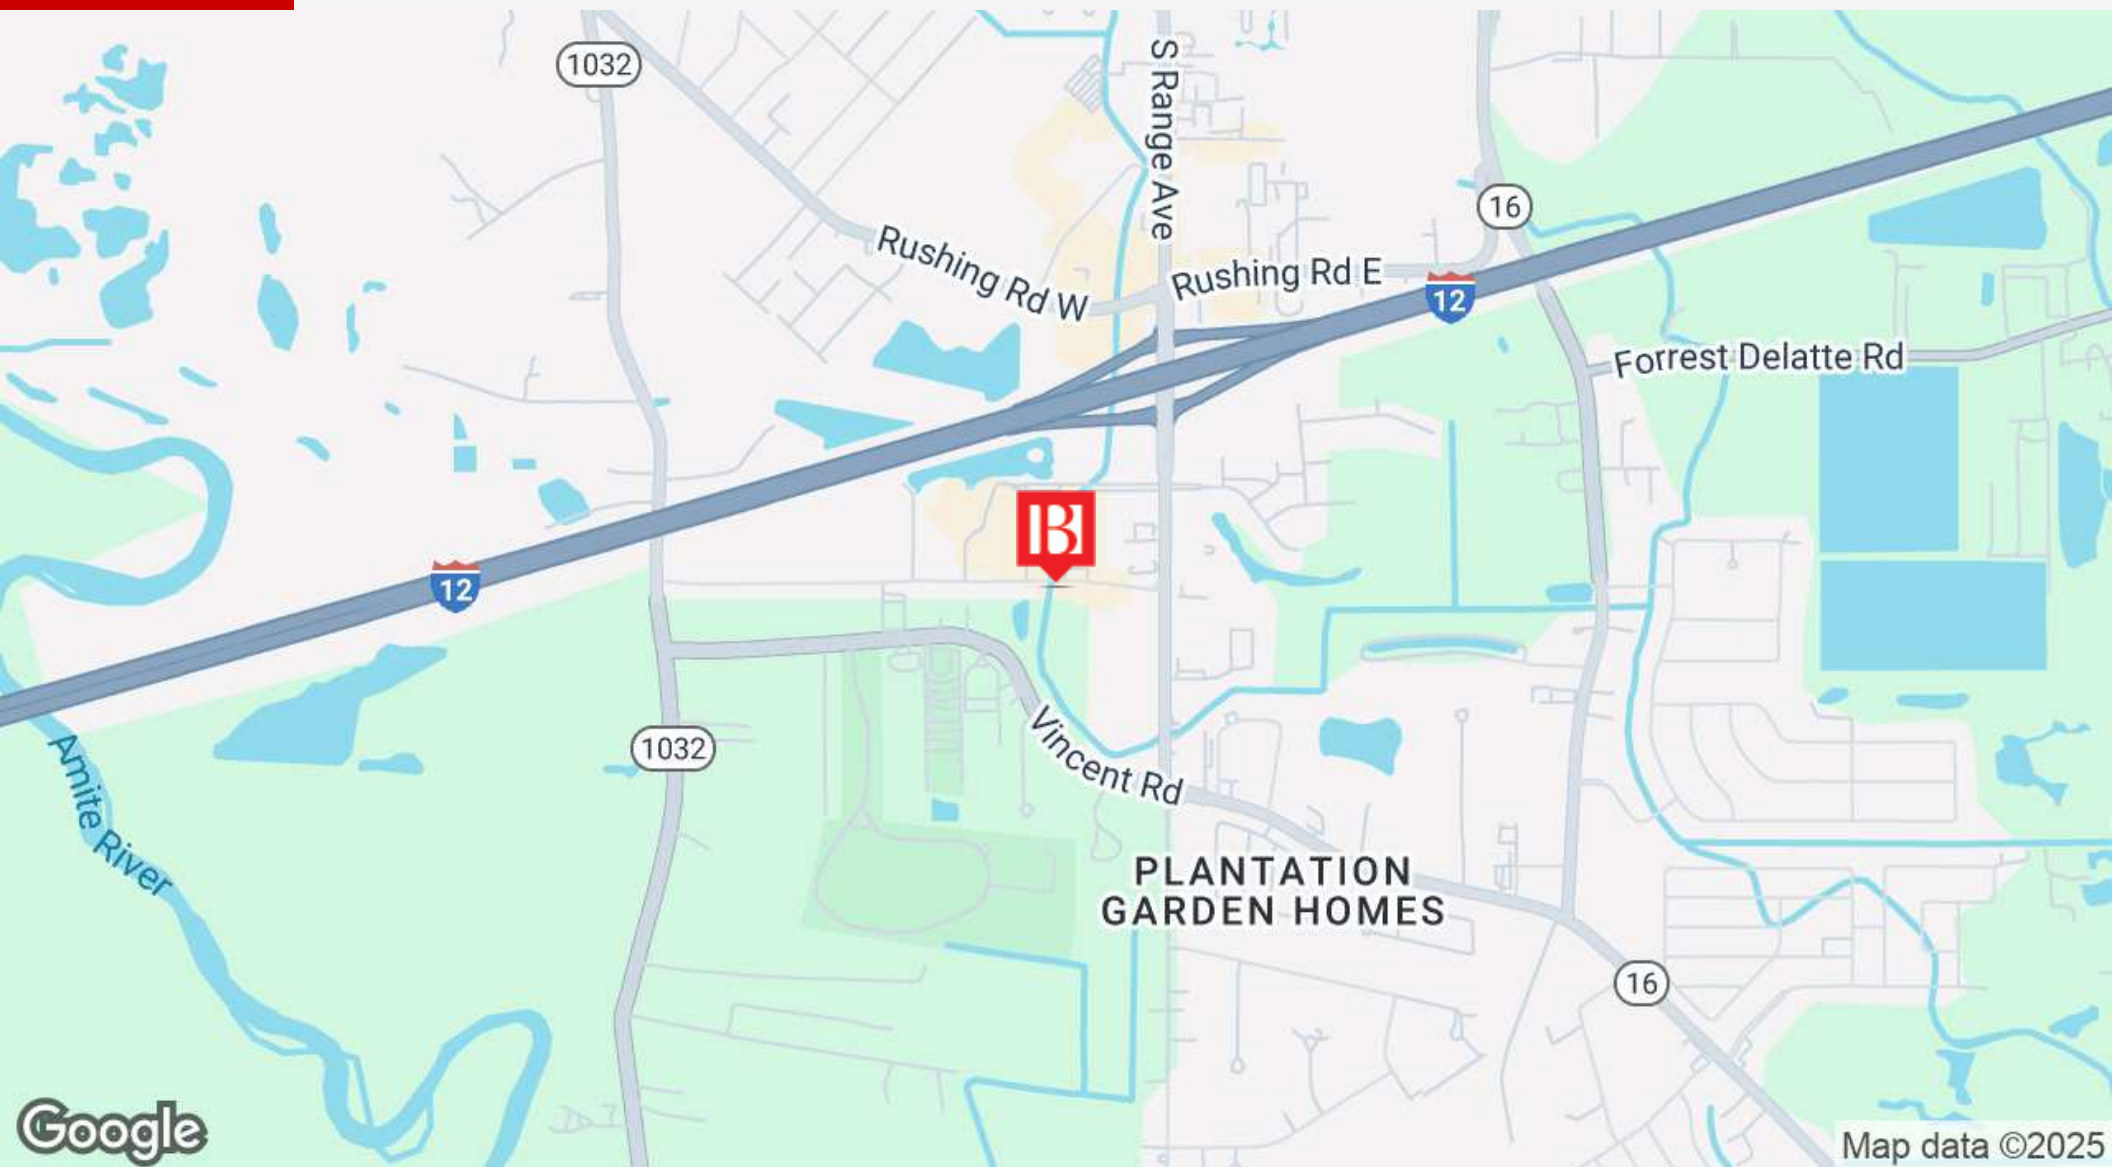 1032
S Range Ave
16
Rushing Rd W
Rushing Rd E
12
Forrest Delatte Rd
B
12
1032
Vincent Rd
Amite River
PLANTATION
GARDEN HOMES
16
Google
Map data ©2025